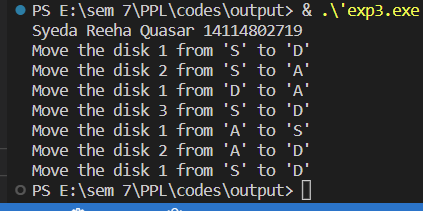 PS E:\sem 7\PPL\codes\output> & .\'exp3.exe
Syeda Reeha Quasar 14114802719
Move the disk 1 from 'S' to 'D'
Move the disk 2 from 'S' to 'A'
Move the disk 1 from 'D' to 'A'
Move the disk 3 from 'S' to 'D'
Move the disk 1 from 'A' to 'S'
Move the disk 2 from 'A' to 'D'
Move the disk 1 from 'S' to 'D'
PS E:\sem 7\PPL\codes\output>